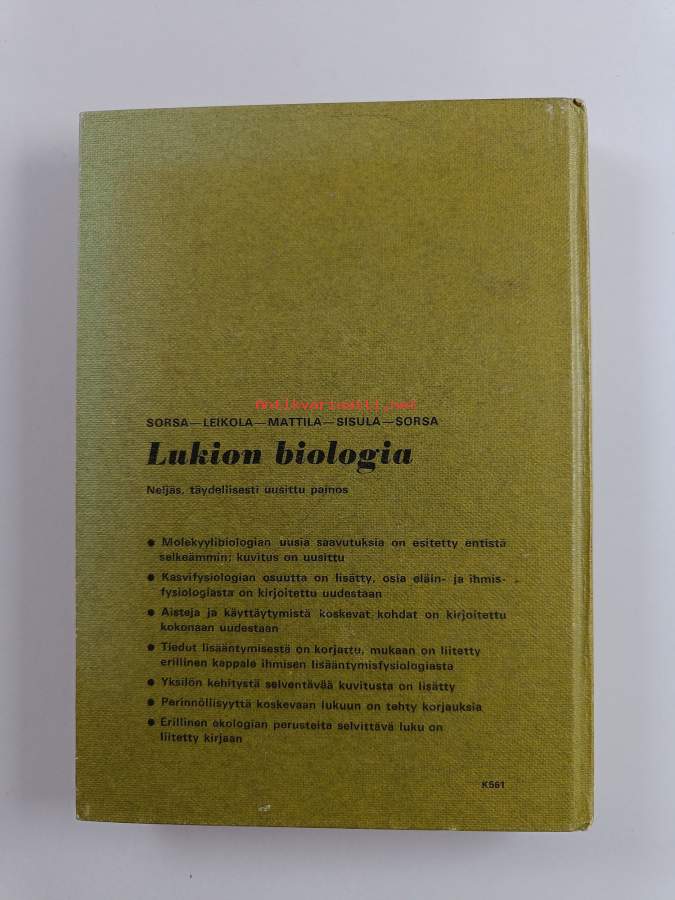 Antikvariaatti.net
SORSA—LEIKOLA—MATTILA—SISULA—SORSA
Lukion biologia
Neljäs, täydellisesti uusittu painos
● Molekyylibiologian uusia saavutuksia on esitetty entistä
selkeämmin; kuvitus on uusittu
● Kasvifysiologian osuutta on lisätty, osia eläin- ja ihmis-
fysiologiasta on kirjoitettu uudestaan
● Aisteja ja käyttäytymistä koskevat kohdat on kirjoitettu
kokonaan uudestaan
● Tiedut lisääntymisestä on korjattu, mukaan on liitetty
erillinen kappale ihmisen lisääntymisfysiologiasta
● Yksilön kehitystä selventävää kuvitusta on lisätty
● Perinnöllisyyttä koskevaan lukuun on tehty korjauksia
● Erillinen ekologian perusteita selvittävä luku on
liitetty kirjaan
K561